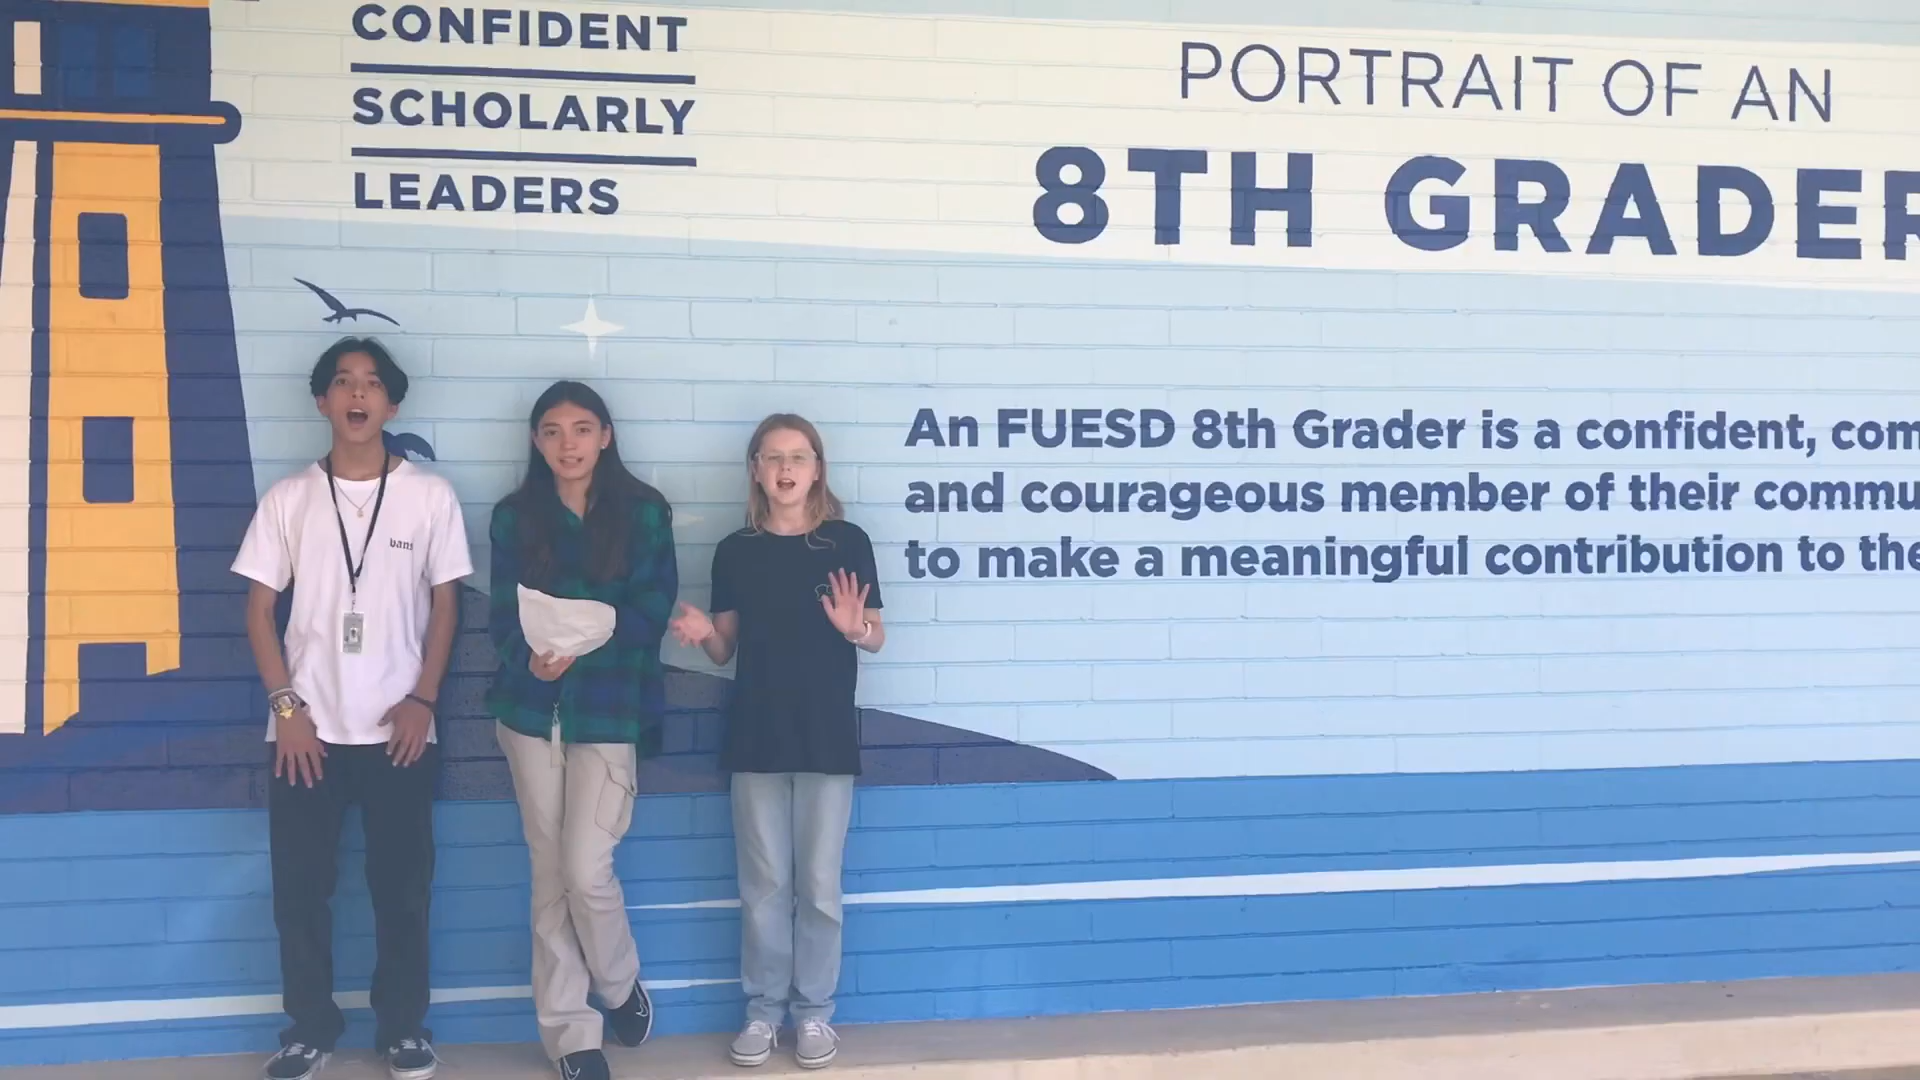 CONFIDENT
SCHOLARLY
LEADERS
PORTRAIT OF AN
8TH GRADER
An FUESD 8th Grader is a confident, com
and courageous member of their commu
to make a meaningful contribution to the
vans